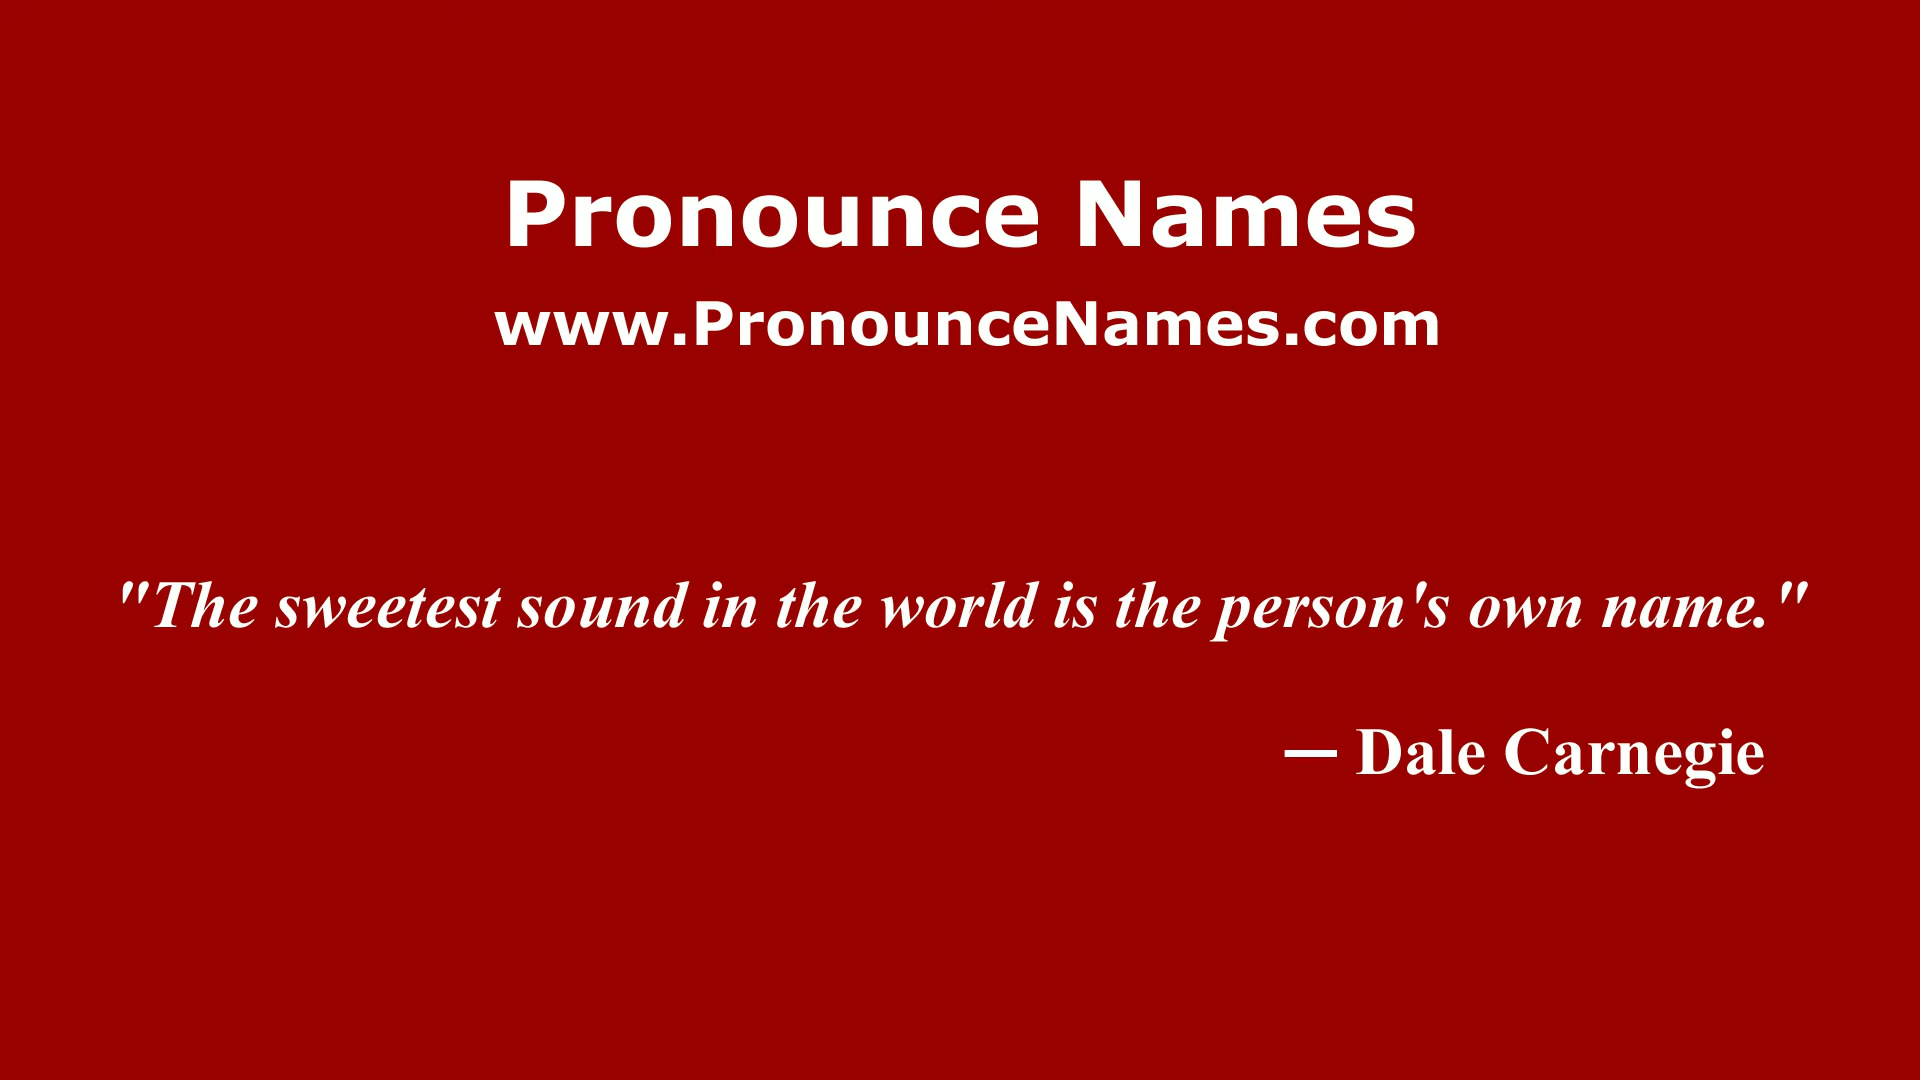 Pronounce Names
www.PronounceNames.com
"The sweetest sound in the world is the person's own name."
— Dale Carnegie